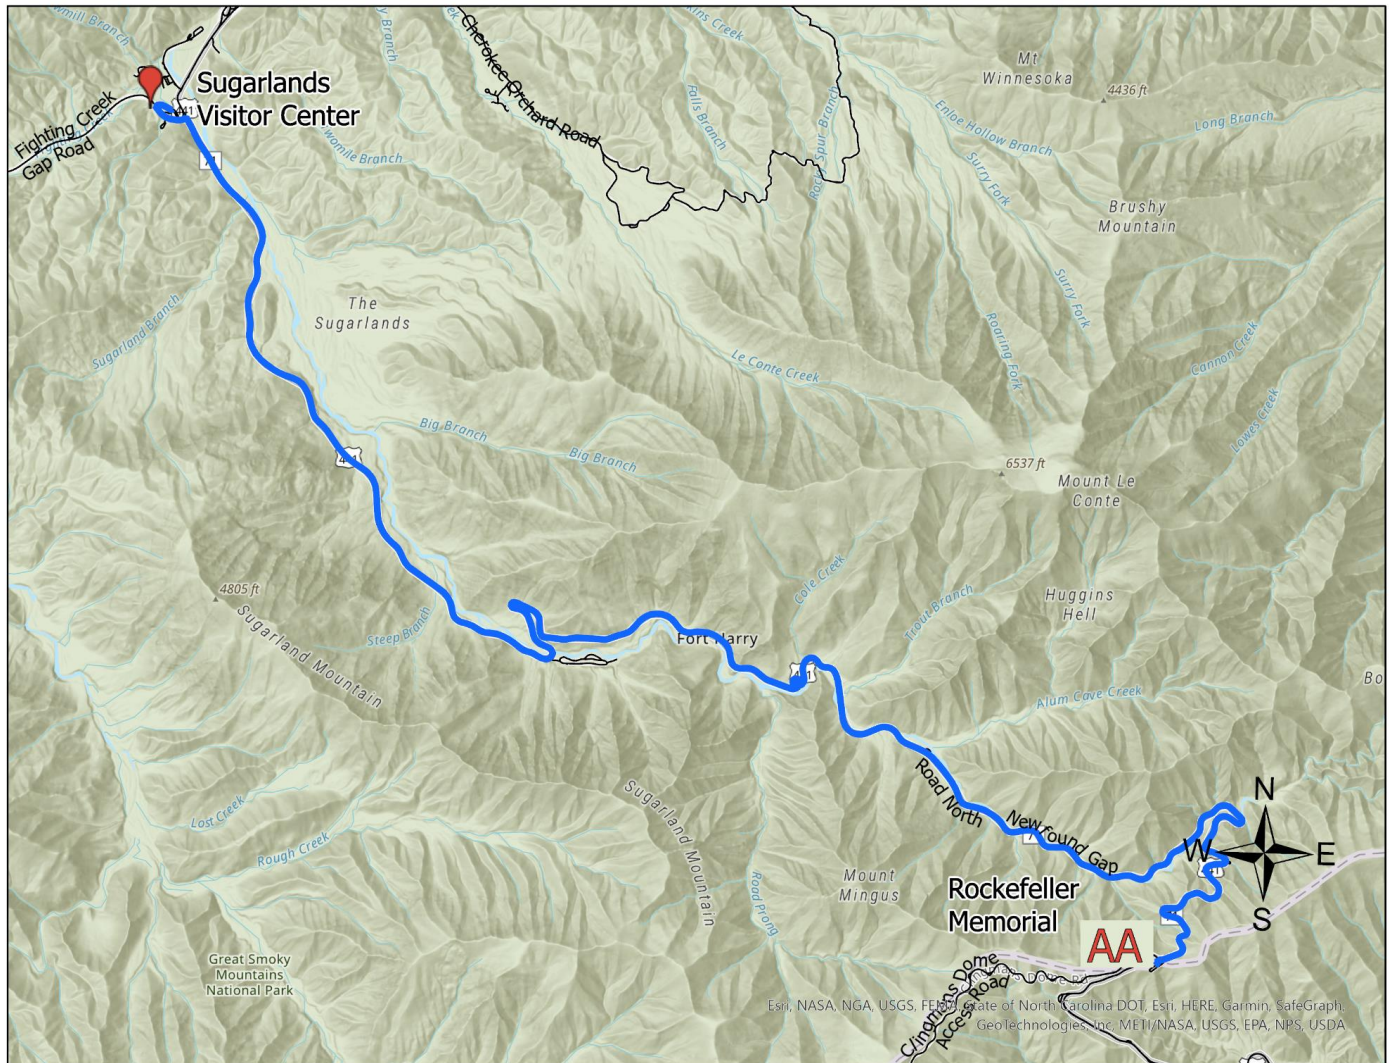 Sugarlands
Visitor Center
Fighting Creek
Gap Road
Cherokee Orchard Road
Falls Branch
Mt
Winnesoka
4436 ft
Long Branch
Enloe Hollow Branch
Surry Fork
Brushy
Mountain
Surry Fork
Roaring Fork
Cannon Creek
Lowes Creek
The
Sugarlands
Sugarland Branch
Le Conte Creek
Big Branch
Big Branch
441
6537 ft
Mount Le
Conte
4805 ft
Sugarland Mountain
Steep Branch
Fort Harry
Cole Creek
Trout Branch
Huggins
Hell
Alum Cave Creek
Road North
Newfound Gap
Sugarland Mountain
Lost Creek
Rough Creek
Road Prong
Mount
Mingus
Rockefeller
Memorial
AA
N
W
E
S
Great Smoky
Mountains
National Park
Clingmans Dome
Access Road
Esri, NASA, NGA, USGS, FEMA, State of North Carolina DOT, Esri, HERE, Garmin, SafeGraph,
GeoTechnologies, Inc, METI/NASA, USGS, EPA, NPS, USDA